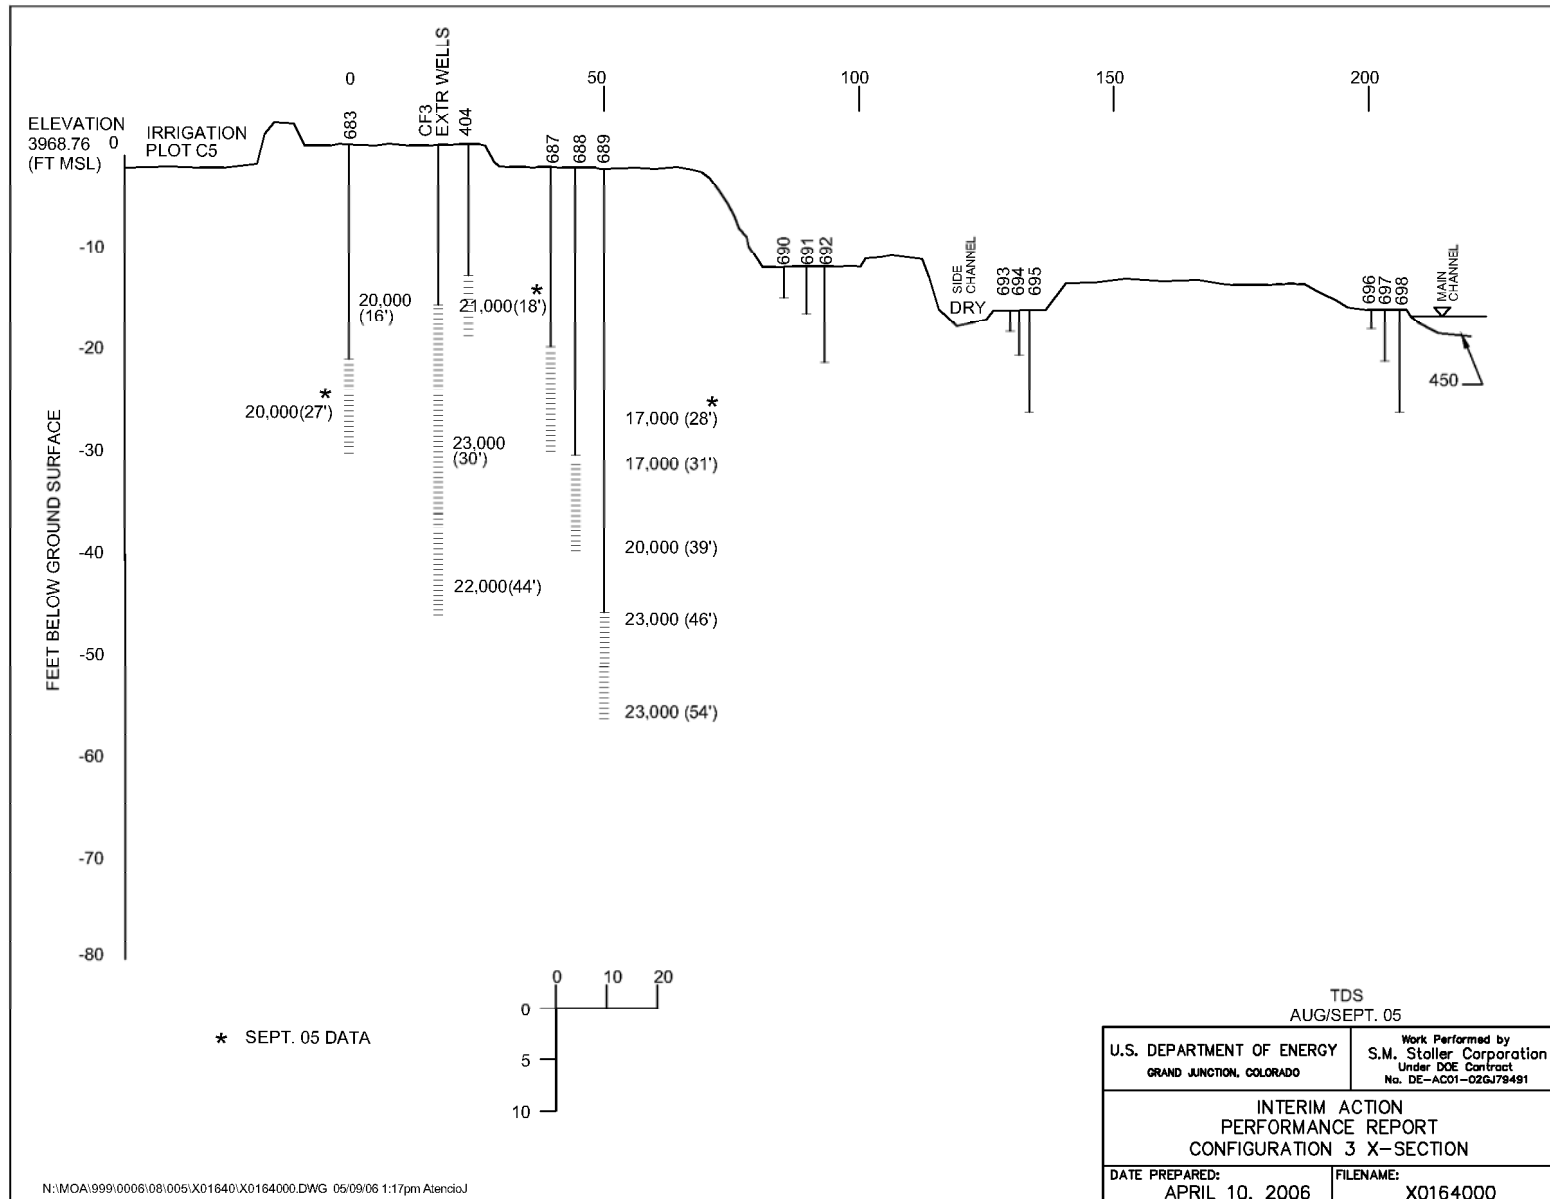 0
50
100
150
200
ELEVATION
3968.76 0
(FT MSL)
IRRIGATION
PLOT C5
683
CF3
EXTR WELLS
404
687
688
689
690
691
692
SIDE
CHANNEL
DRY
693
694
695
696
697
698
MAIN
CHANNEL
450
-10
-20
-30
-40
-50
-60
-70
-80
FEET BELOW GROUND SURFACE
20,000
(16')
*
21,000(18')
*
20,000(27')
23,000
(30')
22,000(44')
*
17,000 (28')
17,000 (31')
20,000 (39')
23,000 (46')
23,000 (54')
0 10 20
0
5
10
* SEPT. 05 DATA
TDS
AUG/SEPT. 05
U.S. DEPARTMENT OF ENERGY
GRAND JUNCTION, COLORADO
Work Performed by
S.M. Stoller Corporation
Under DOE Contract
No. DE-AC01-02GJ79491
INTERIM ACTION
PERFORMANCE REPORT
CONFIGURATION 3 X-SECTION
DATE PREPARED:
APRIL 10, 2006
FILENAME:
X0164000
N:\MOA\999\0006\08\005\X01640\X0164000.DWG 05/09/06 1:17pm AtencioJ